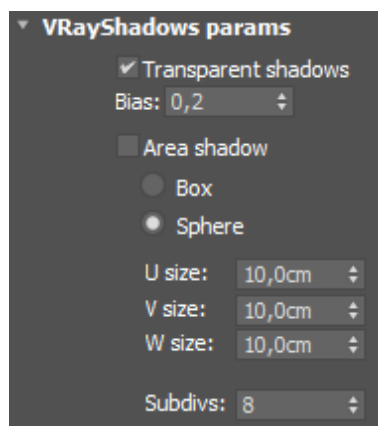 VRayShadows params
Transparent shadows
Bias: 0,2
Area shadow
Box
Sphere
U size: 10,0cm
V size: 10,0cm
W size: 10,0cm
Subdivs: 8